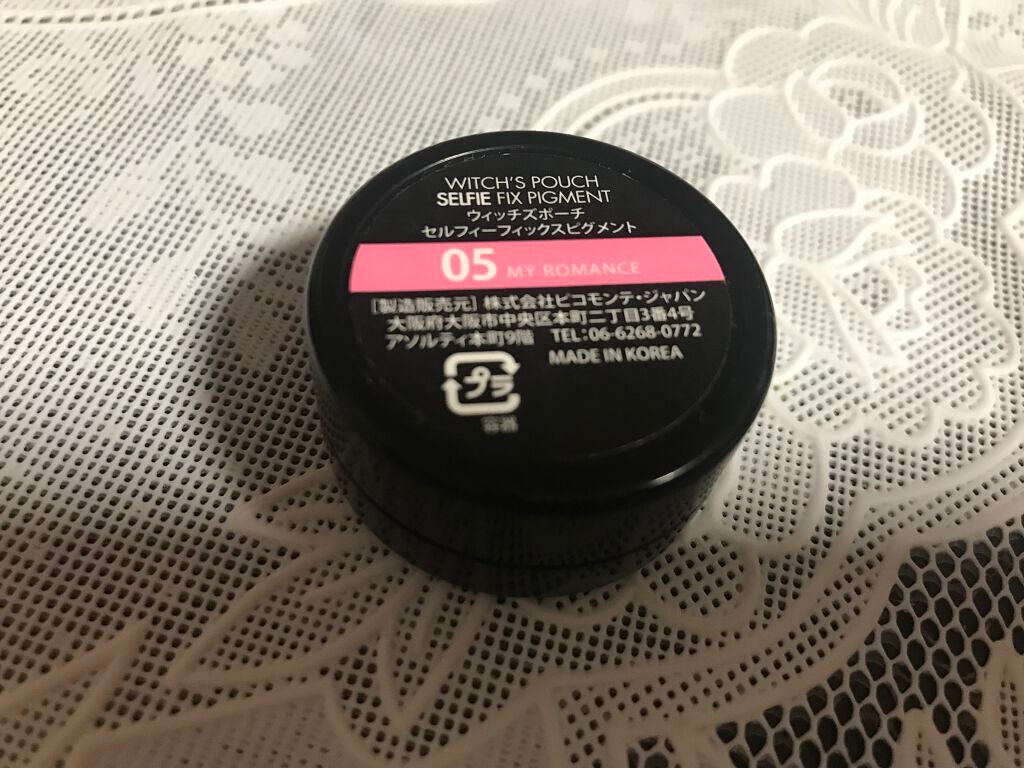 WITCH'S POUCH
SELFIE FIX PIGMENT
ウィッチズポーチ
セルフィーフィックスピグメント
05 MY ROMANCE
[製造販売元] 株式会社ピコモンテ・ジャパン
大阪府大阪市中央区本町二丁目3番4号
アソルティ本町9階 TEL:06-6268-0772
MADE IN KOREA
プラ
容器